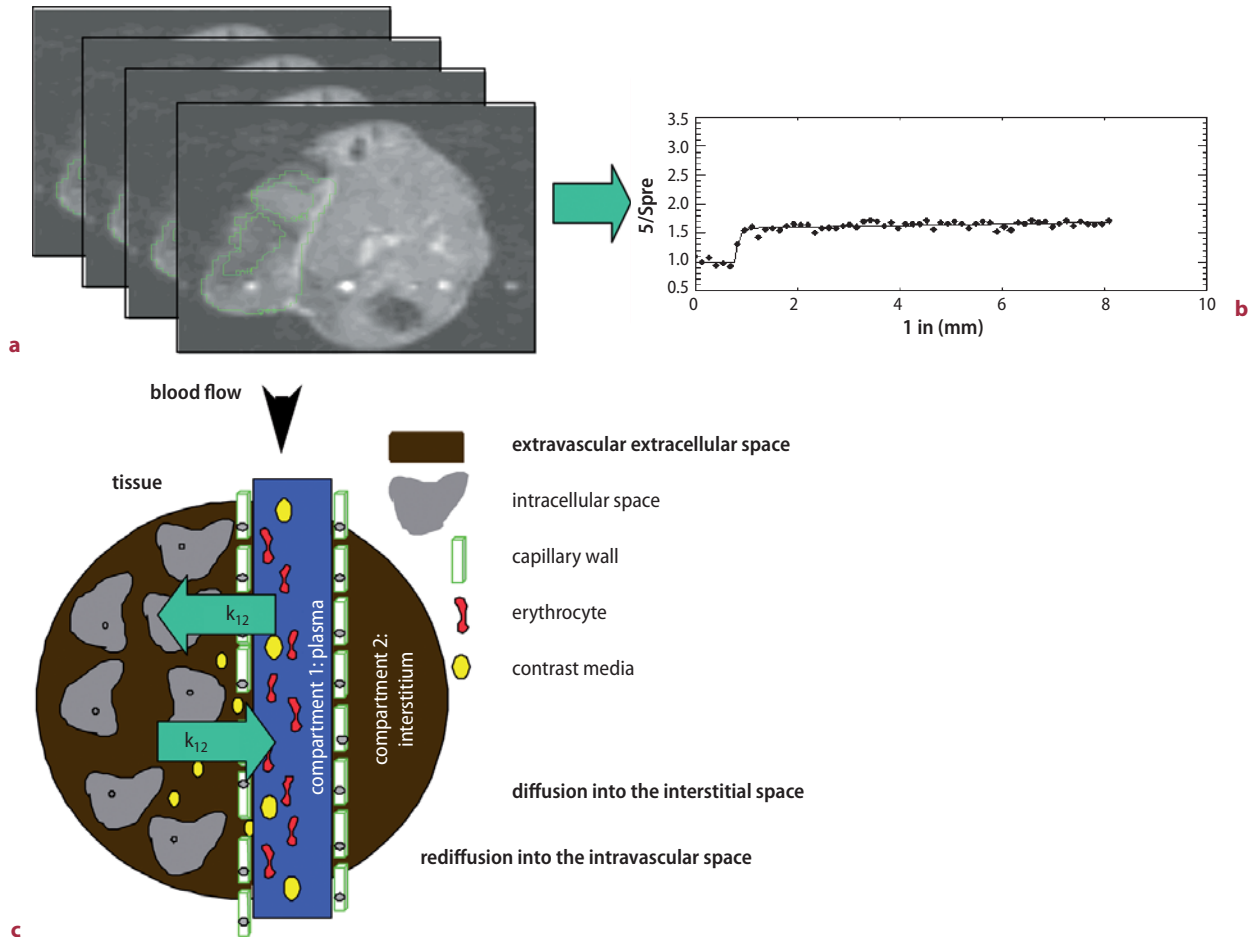 a
3.5
3.0
2.5
2.0
1.5
1.0
0.5
5/Spre
0 2 4 6 8 10
1 in (mm)
b
blood flow
tissue
k12
k12
compartment 1: plasma
compartment 2:
interstitium
extravascular extracellular space
intracellular space
capillary wall
erythrocyte
contrast media
diffusion into the interstitial space
rediffusion into the intravascular space
c